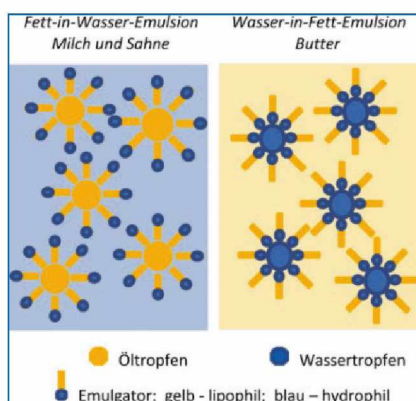 Fett-in-Wasser-Emulsion
Milch und Sahne
Wasser-in-Fett-Emulsion
Butter
Öltropfen
Wassertropfen
Emulgator: gelb - lipophil; blau – hydrophil